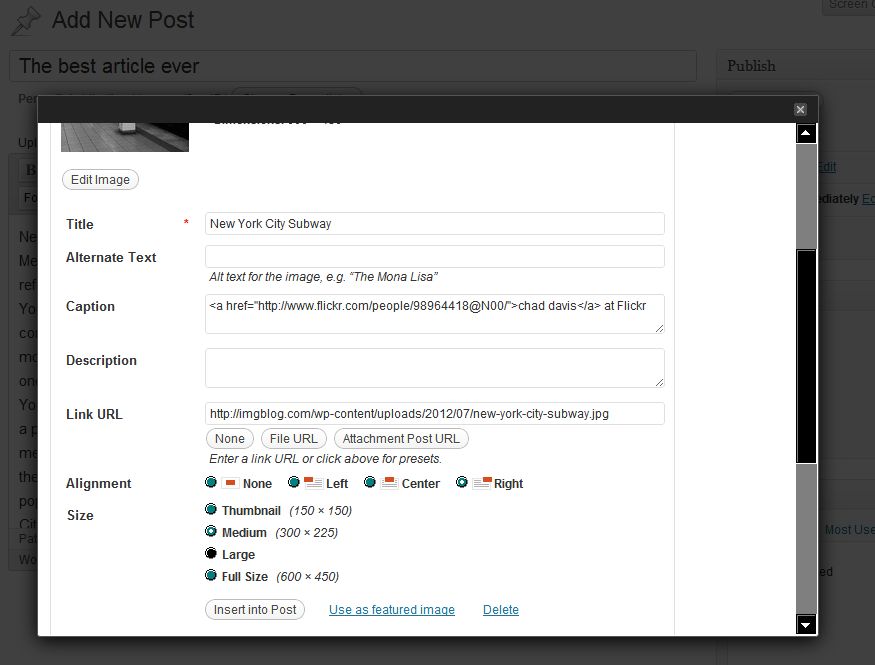 Add New Post
Screen
The best article ever
Publish
Edit Image
Title * New York City Subway
Alternate Text
Alt text for the image, e.g. “The Mona Lisa”
Caption <a href="http://www.flickr.com/people/98964418@N00/">chad davis</a> at Flickr
Description
Link URL http://imgblog.com/wp-content/uploads/2012/07/new-york-city-subway.jpg
None File URL Attachment Post URL
Enter a link URL or click above for presets.
Alignment None Left Center Right
Size Thumbnail (150 × 150)
Medium (300 × 225)
Large
Full Size (600 × 450)
Insert into Post Use as featured image Delete
Edit
Most Use